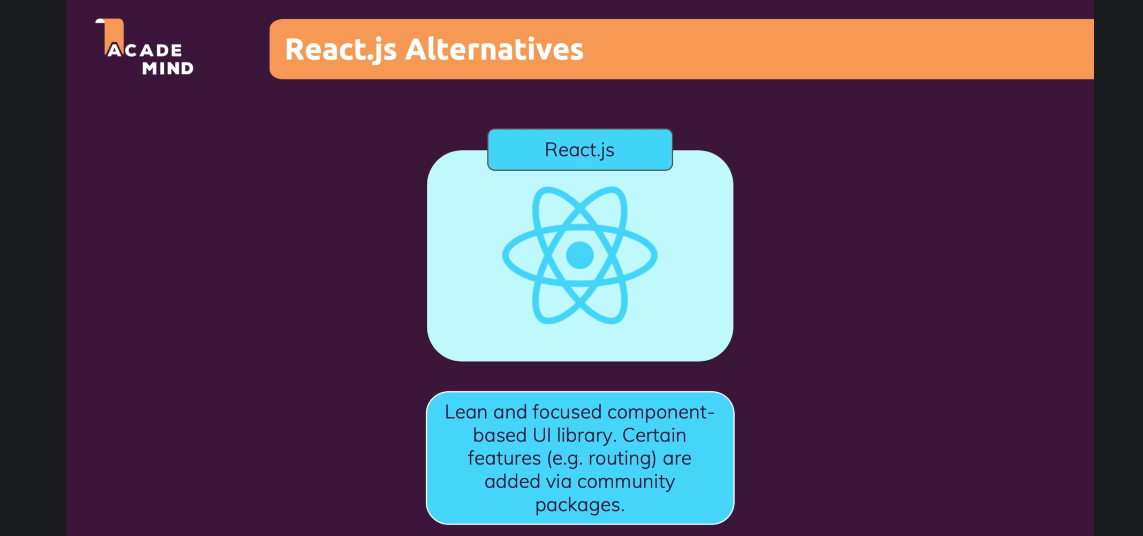 ACADE
MIND
React.js Alternatives
React.js
Lean and focused component-
based UI library. Certain
features (e.g. routing) are
added via community
packages.